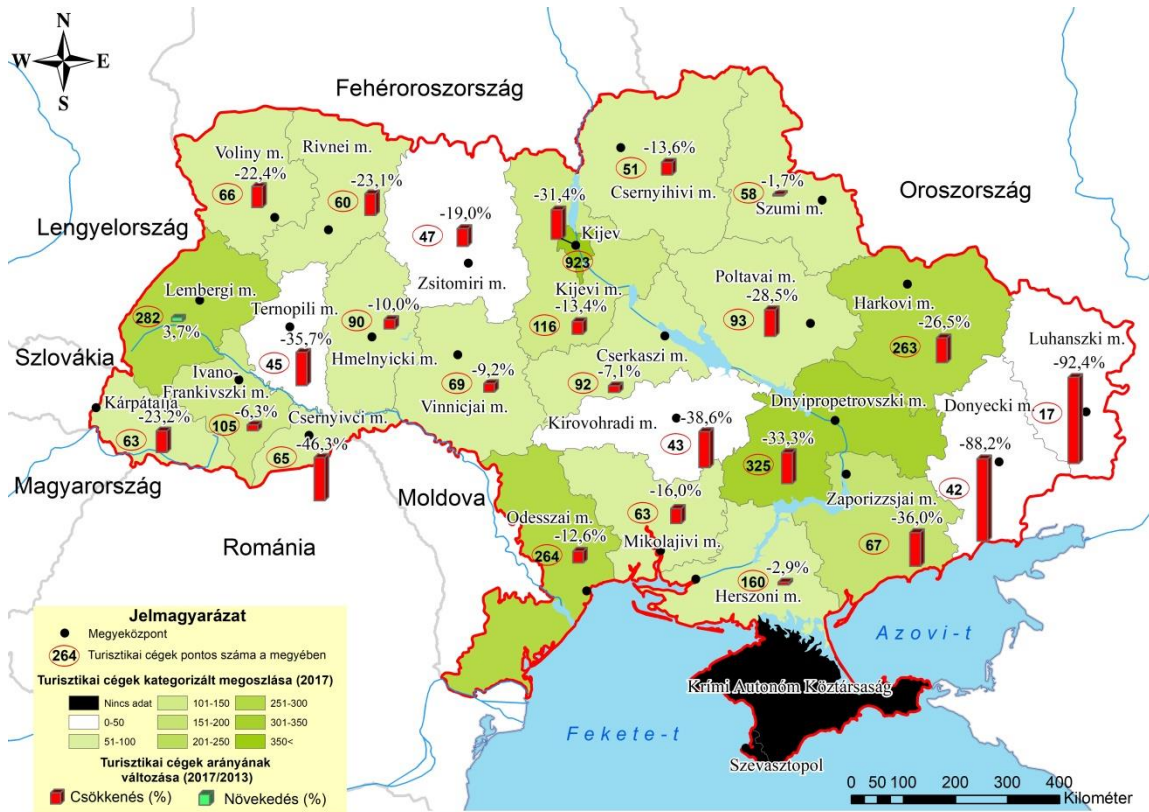 N
W E
S
Fehéroroszország
Lengyelország
Oroszország
Szlovákia
Magyarország
Románia
Moldova
Voliny m.
-22,4%
66
Rivnei m.
-23,1%
60
-19,0%
47
Zsitomiri m.
-31,4%
Kijev
923
Kijevi m.
-13,4%
116
-13,6%
51
Csernyihivi m.
-1,7%
58
Szumi m.
Lembergi m.
282
3,7%
Ternopili m.
-35,7%
45
-10,0%
90
Hmelnyicki m.
-9,2%
69
Vinnicjai m.
Cserkaszi m.
-7,1%
92
Poltavai m.
-28,5%
93
Harkovi m.
-26,5%
263
Luhanszki m.
-92,4%
17
Donyecki m.
-88,2%
42
Kárpátalja
-23,2%
63
Ivano-
Frankivszki m.
-6,3%
105
Csernyivci m.
-46,3%
65
Kirovohradi m.
-38,6%
43
Dnyipropetrovszki m.
-33,3%
325
Zaporizzsjai m.
-36,0%
67
-16,0%
63
Mikolajivi m.
Odesszai m.
-12,6%
264
-2,9%
160
Herszoni m.
Krími Autonóm Köztársaság
Szevasztopol
Azovi-t
Fekete-t
Jelmagyarázat
Megyeközpont
264 Turisztikai cégek pontos száma a megyében
Turisztikai cégek kategorizált megoszlása (2017)
Nincs adat 101-150 251-300
0-50 151-200 301-350
51-100 201-250 350<
Turisztikai cégek arányának
változása (2017/2013)
Csökkenés (%) Növekedés (%)
0 50 100 200 300 400
Kilométer